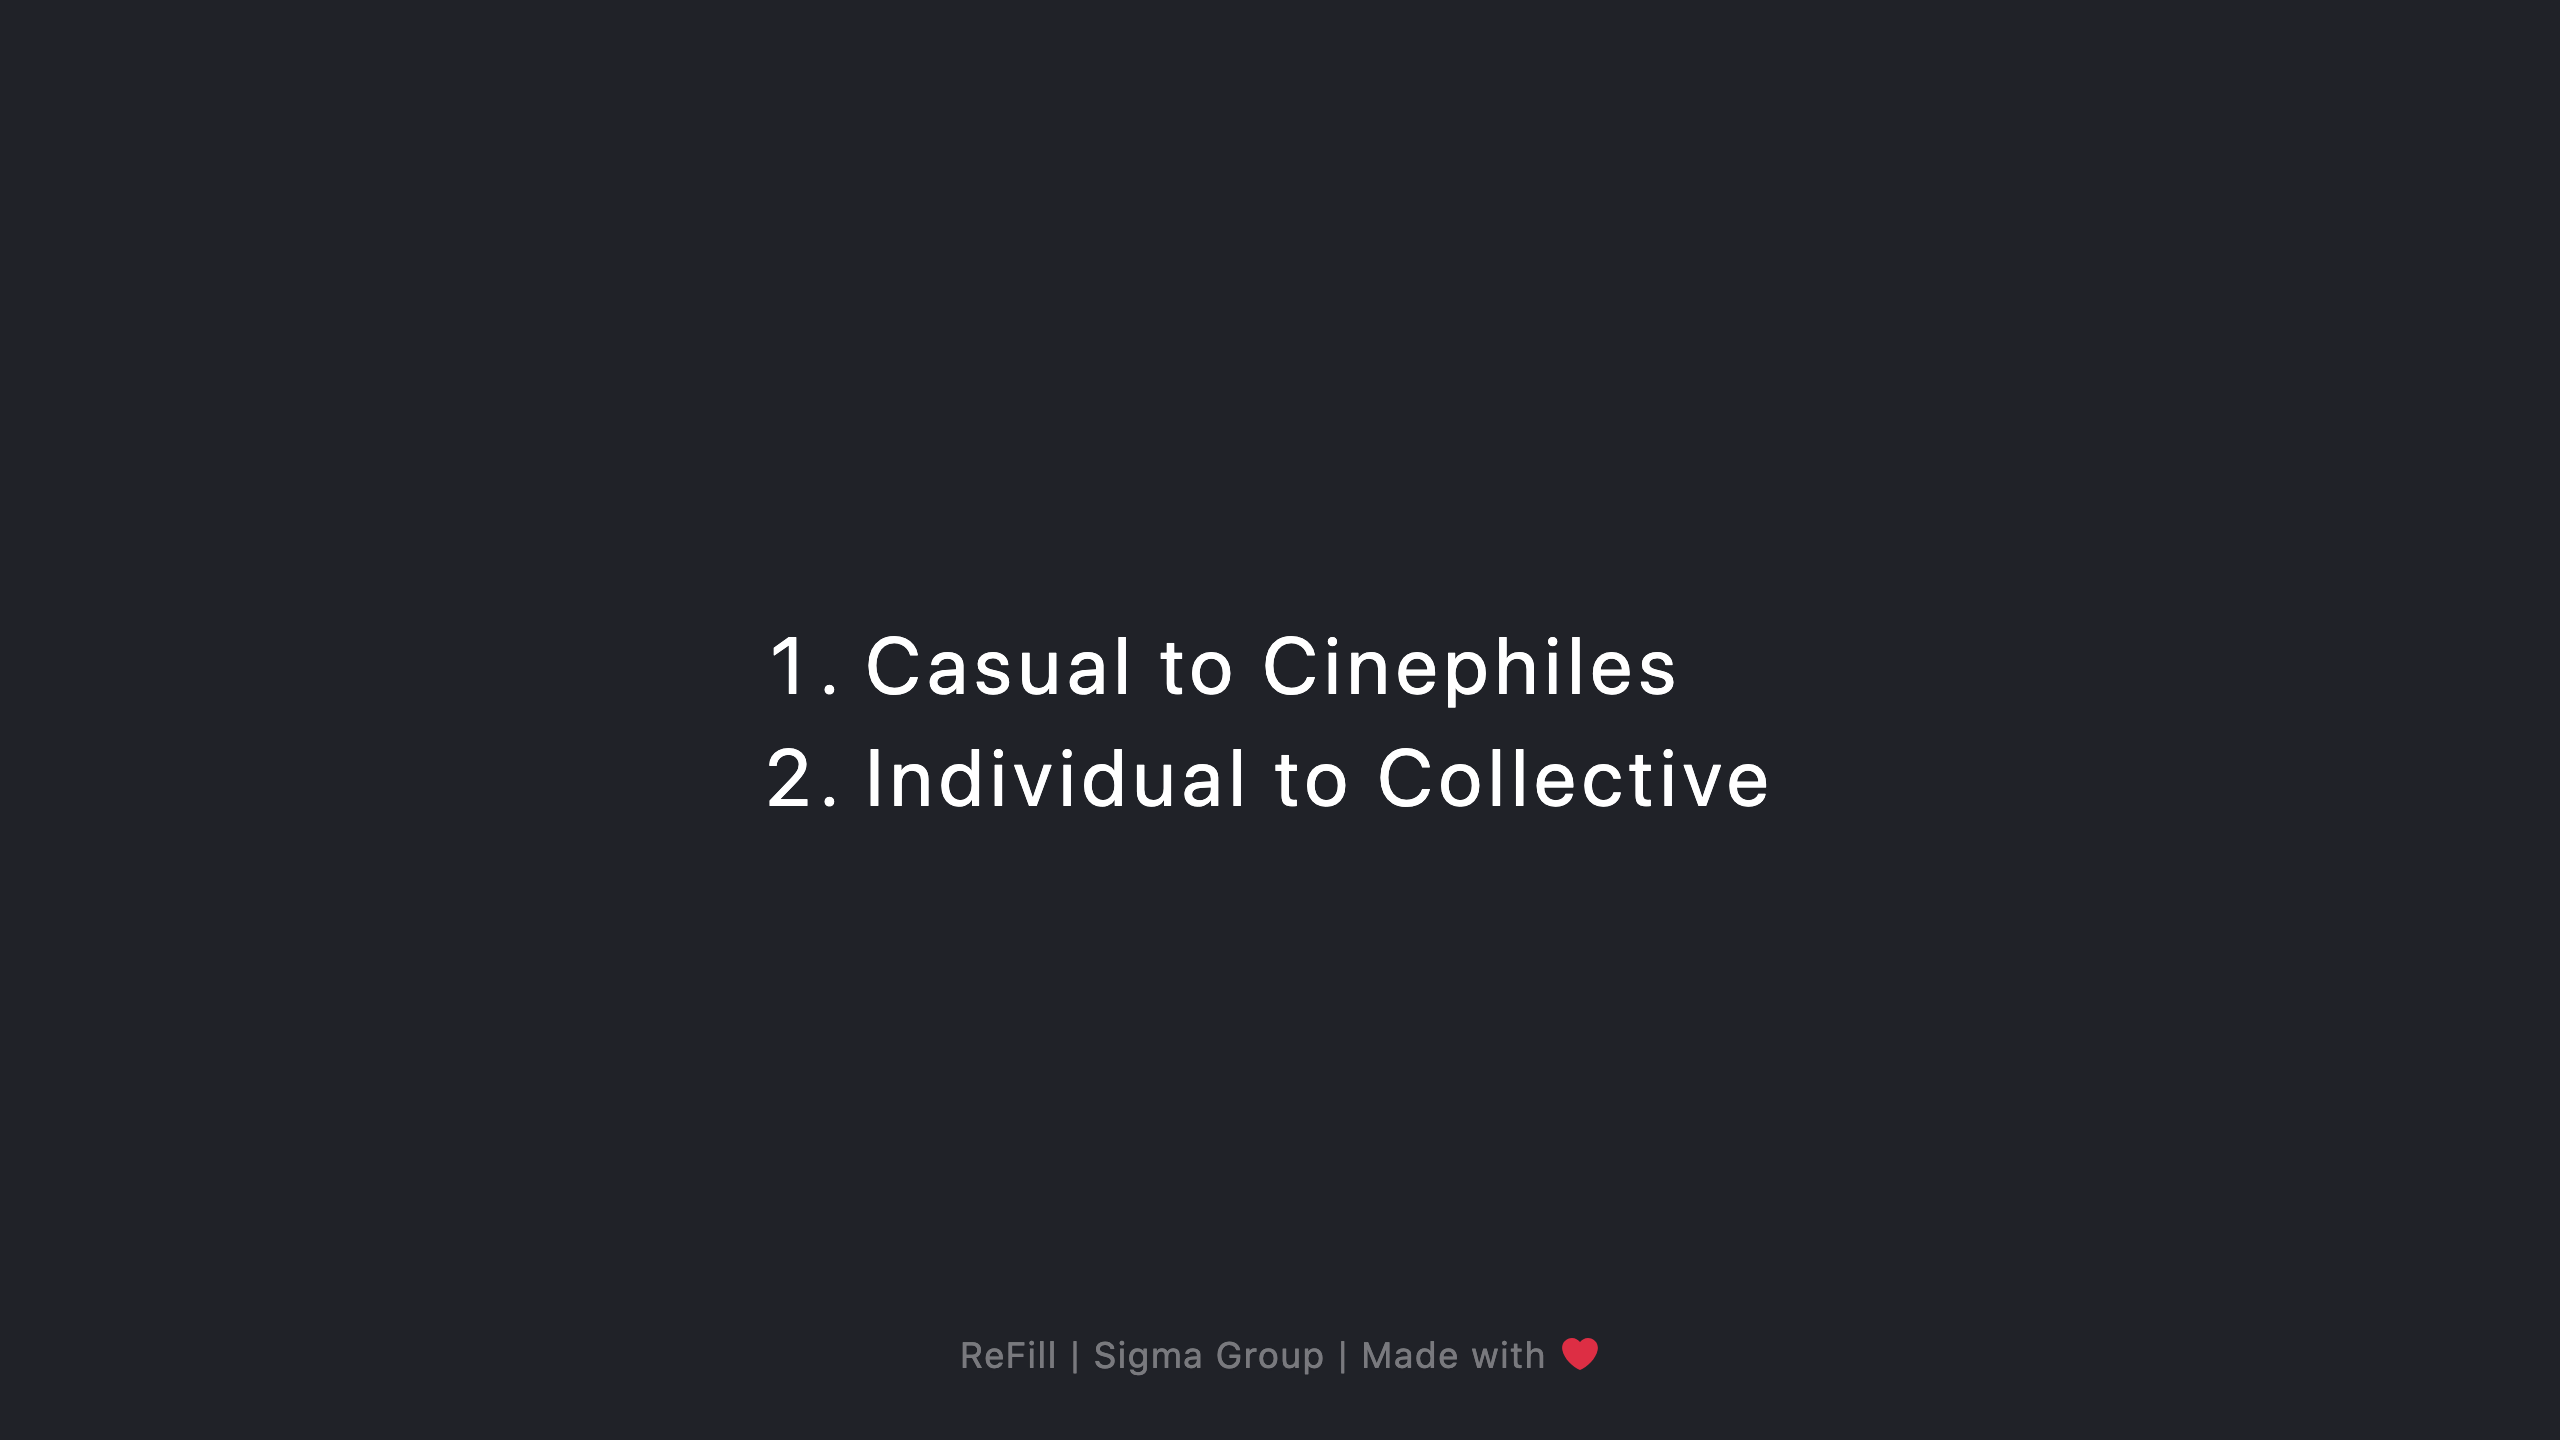 1. Casual to Cinephiles
2. Individual to Collective
ReFill | Sigma Group | Made with ❤️